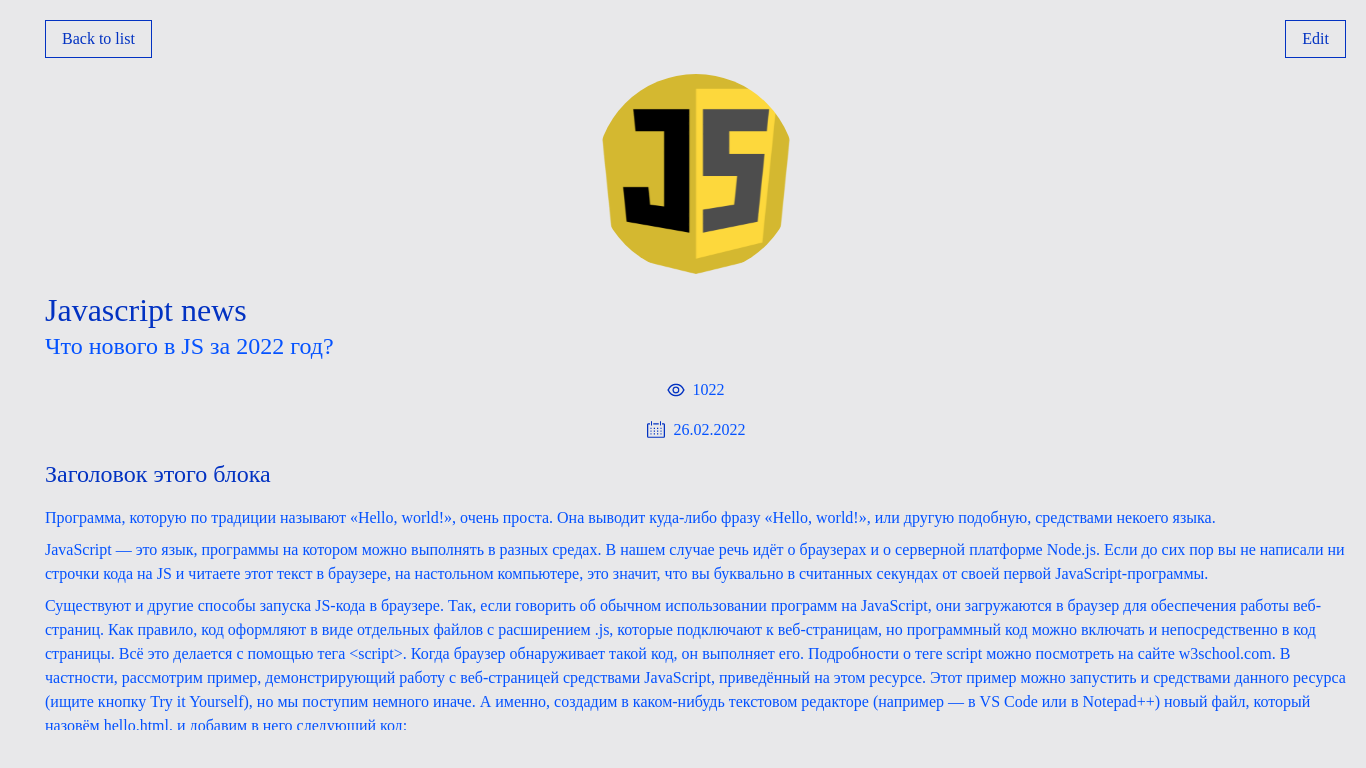 Back to list
Edit
JS
Javascript news
Что нового в JS за 2022 год?
1022
26.02.2022
Заголовок этого блока
Программа, которую по традиции называют «Hello, world!», очень проста. Она выводит куда-либо фразу «Hello, world!», или другую подобную, средствами некоего языка.
JavaScript — это язык, программы на котором можно выполнять в разных средах. В нашем случае речь идёт о браузерах и о серверной платформе Node.js. Если до сих пор вы не написали ни
строчки кода на JS и читаете этот текст в браузере, на настольном компьютере, это значит, что вы буквально в считанных секундах от своей первой JavaScript-программы.
Существуют и другие способы запуска JS-кода в браузере. Так, если говорить об обычном использовании программ на JavaScript, они загружаются в браузер для обеспечения работы веб-
страниц. Как правило, код оформляют в виде отдельных файлов с расширением .js, которые подключают к веб-страницам, но программный код можно включать и непосредственно в код
страницы. Всё это делается с помощью тега <script>. Когда браузер обнаруживает такой код, он выполняет его. Подробности о теге script можно посмотреть на сайте w3school.com. В
частности, рассмотрим пример, демонстрирующий работу с веб-страницей средствами JavaScript, приведённый на этом ресурсе. Этот пример можно запустить и средствами данного ресурса
(ищите кнопку Try it Yourself), но мы поступим немного иначе. А именно, создадим в каком-нибудь текстовом редакторе (например — в VS Code или в Notepad++) новый файл, который
назовём hello.html, и добавим в него следующий код: